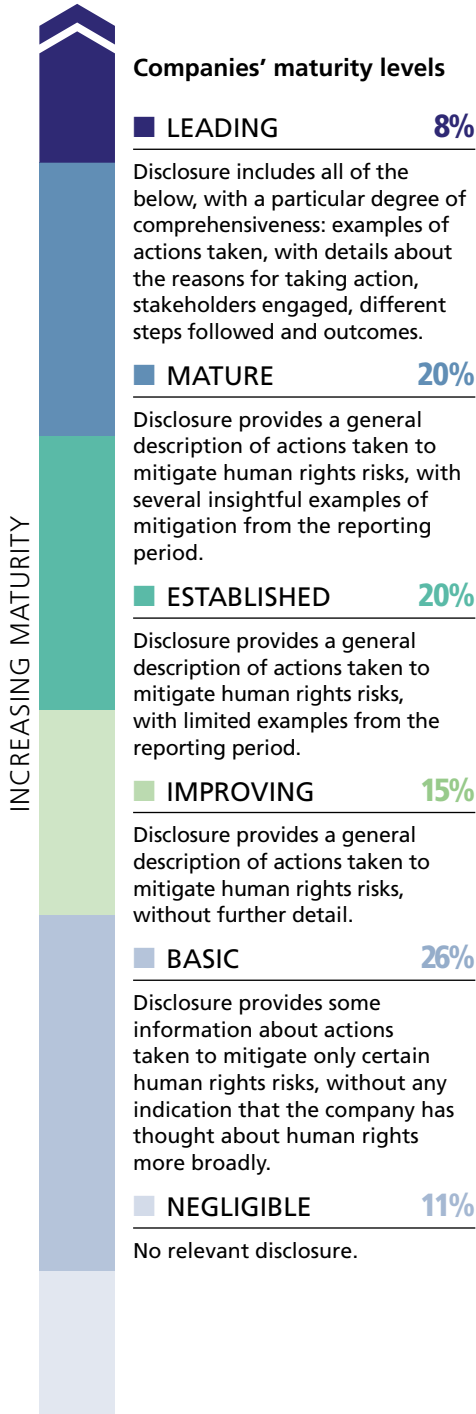 Companies’ maturity levels
LEADING 8%
Disclosure includes all of the
below, with a particular degree of
comprehensiveness: examples of
actions taken, with details about
the reasons for taking action,
stakeholders engaged, different
steps followed and outcomes.
MATURE 20%
Disclosure provides a general
description of actions taken to
mitigate human rights risks, with
several insightful examples of
mitigation from the reporting
period.
ESTABLISHED 20%
Disclosure provides a general
description of actions taken to
mitigate human rights risks,
with limited examples from the
reporting period.
IMPROVING 15%
Disclosure provides a general
description of actions taken to
mitigate human rights risks,
without further detail.
BASIC 26%
Disclosure provides some
information about actions
taken to mitigate only certain
human rights risks, without any
indication that the company has
thought about human rights
more broadly.
NEGLIGIBLE 11%
No relevant disclosure.
INCREASING MATURITY